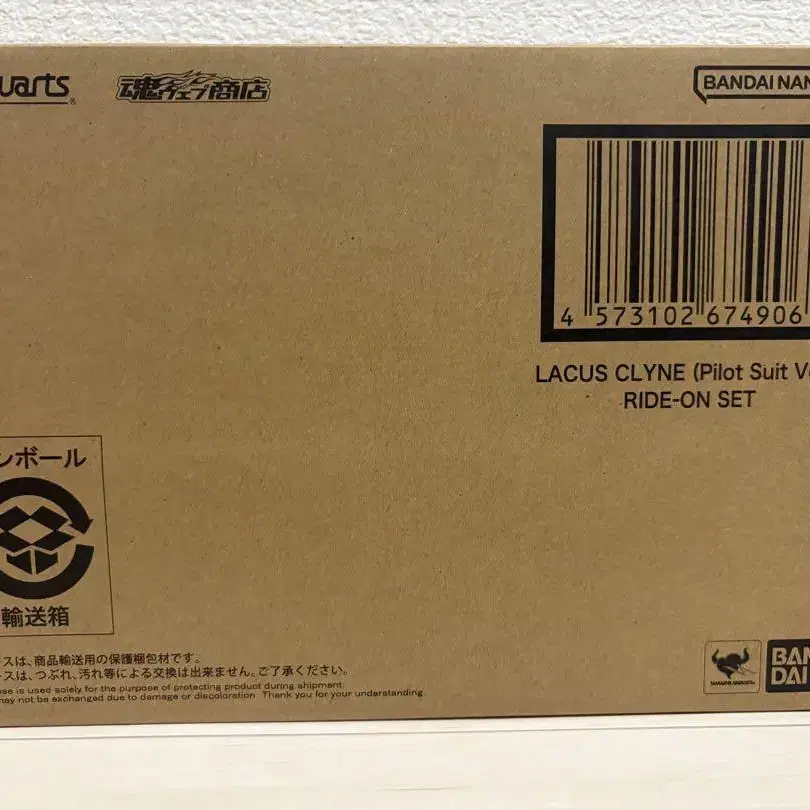 uarts®
魂ウェブ商店
BANDAI NAM
4 573102 674906
LACUS CLYNE (Pilot Suit Ve
RIDE-ON SET
ンボール
輸送箱
ースは、商品輸送用の保護梱包材です。
ースは、つぶれ、汚れ等による交換は出来ません。ご了承ください。
ase is used solely for the purpose of protecting product during shipment.
may not be exchanged due to damage or discoloration. Thank you for your understanding.
TAMASHII NATIONS
BAN
DAI